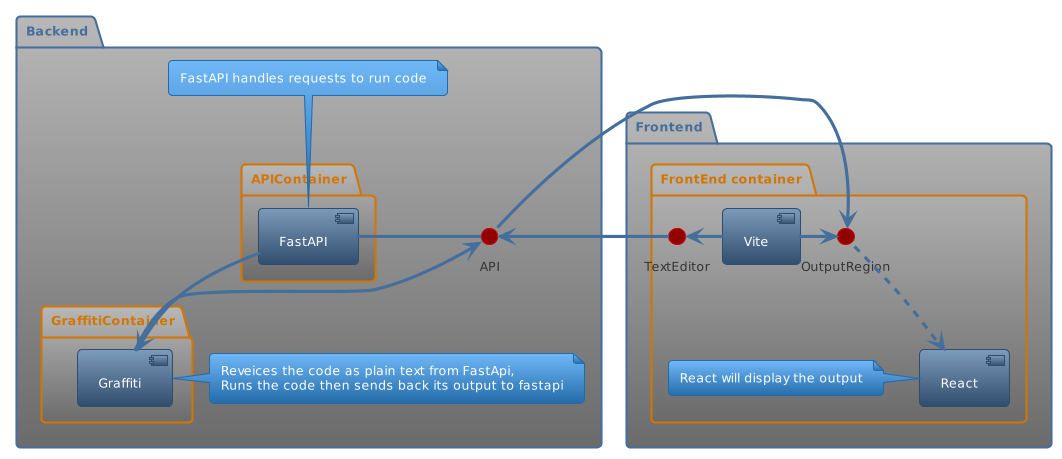 Backend
FastAPI handles requests to run code
APIContainer
FastAPI
API
GraffitiContainer
Graffiti
Reveices the code as plain text from FastApi,
Runs the code then sends back its output to fastapi
Frontend
FrontEnd container
TextEditor
Vite
OutputRegion
React will display the output
React